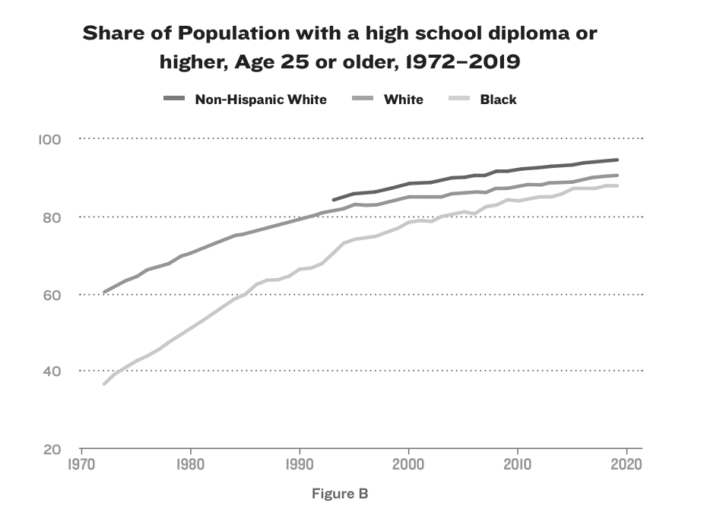 Share of Population with a high school diploma or
higher, Age 25 or older, 1972–2019
Non-Hispanic White White Black
100
80
60
40
20
1970 1980 1990 2000 2010 2020
Figure B